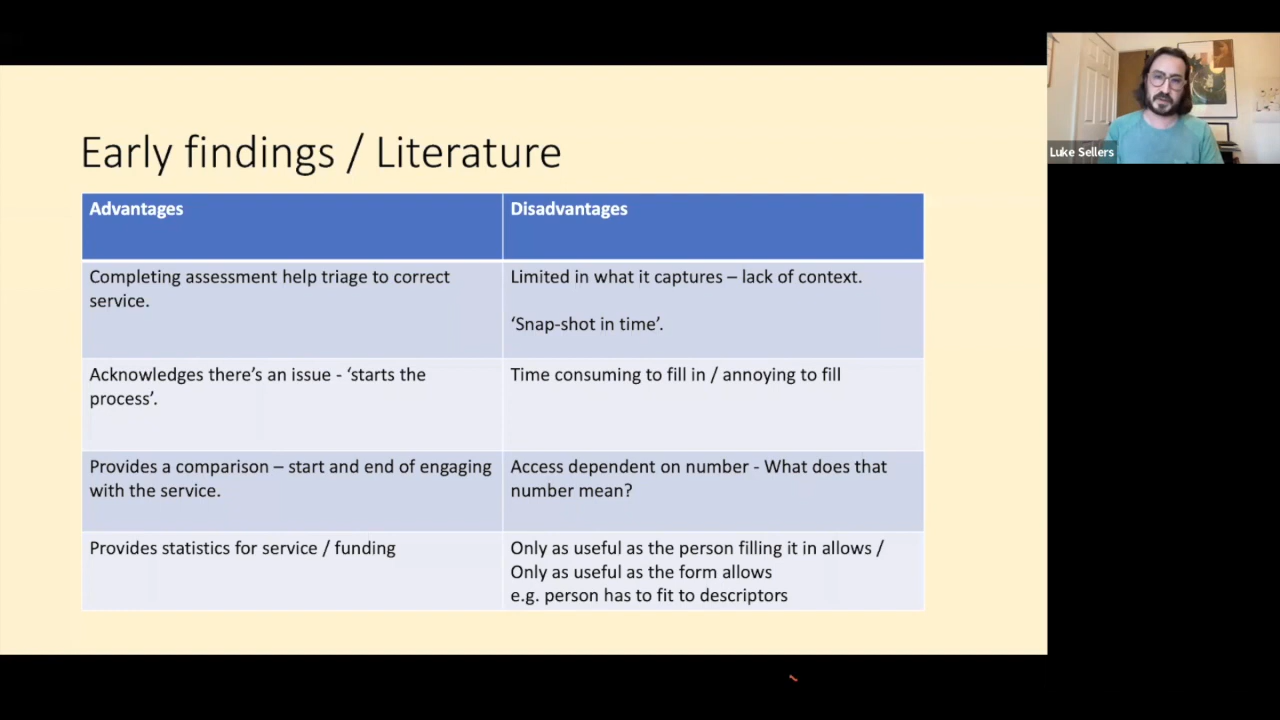 Early findings / Literature
Advantages
Disadvantages
Completing assessment help triage to correct
service.
Limited in what it captures – lack of context.
‘Snap-shot in time’.
Acknowledges there’s an issue - ‘starts the
process’.
Time consuming to fill in / annoying to fill
Provides a comparison – start and end of engaging
with the service.
Access dependent on number - What does that
number mean?
Provides statistics for service / funding
Only as useful as the person filling it in allows /
Only as useful as the form allows
e.g. person has to fit to descriptors
Luke Sellers